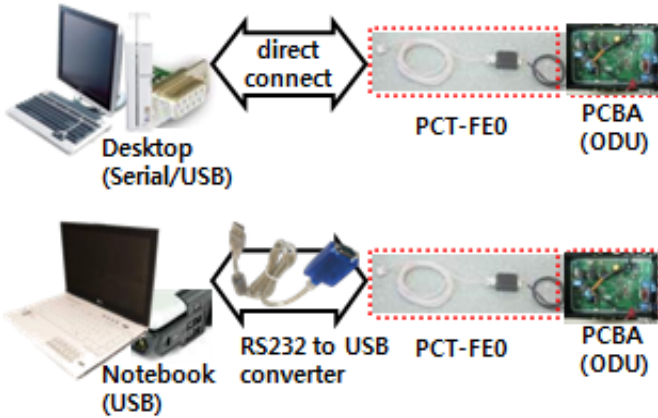 direct
connect
PCT-FE0
PCBA
(ODU)
Desktop
(Serial/USB)
RS232 to USB
converter
PCT-FE0
PCBA
(ODU)
Notebook
(USB)